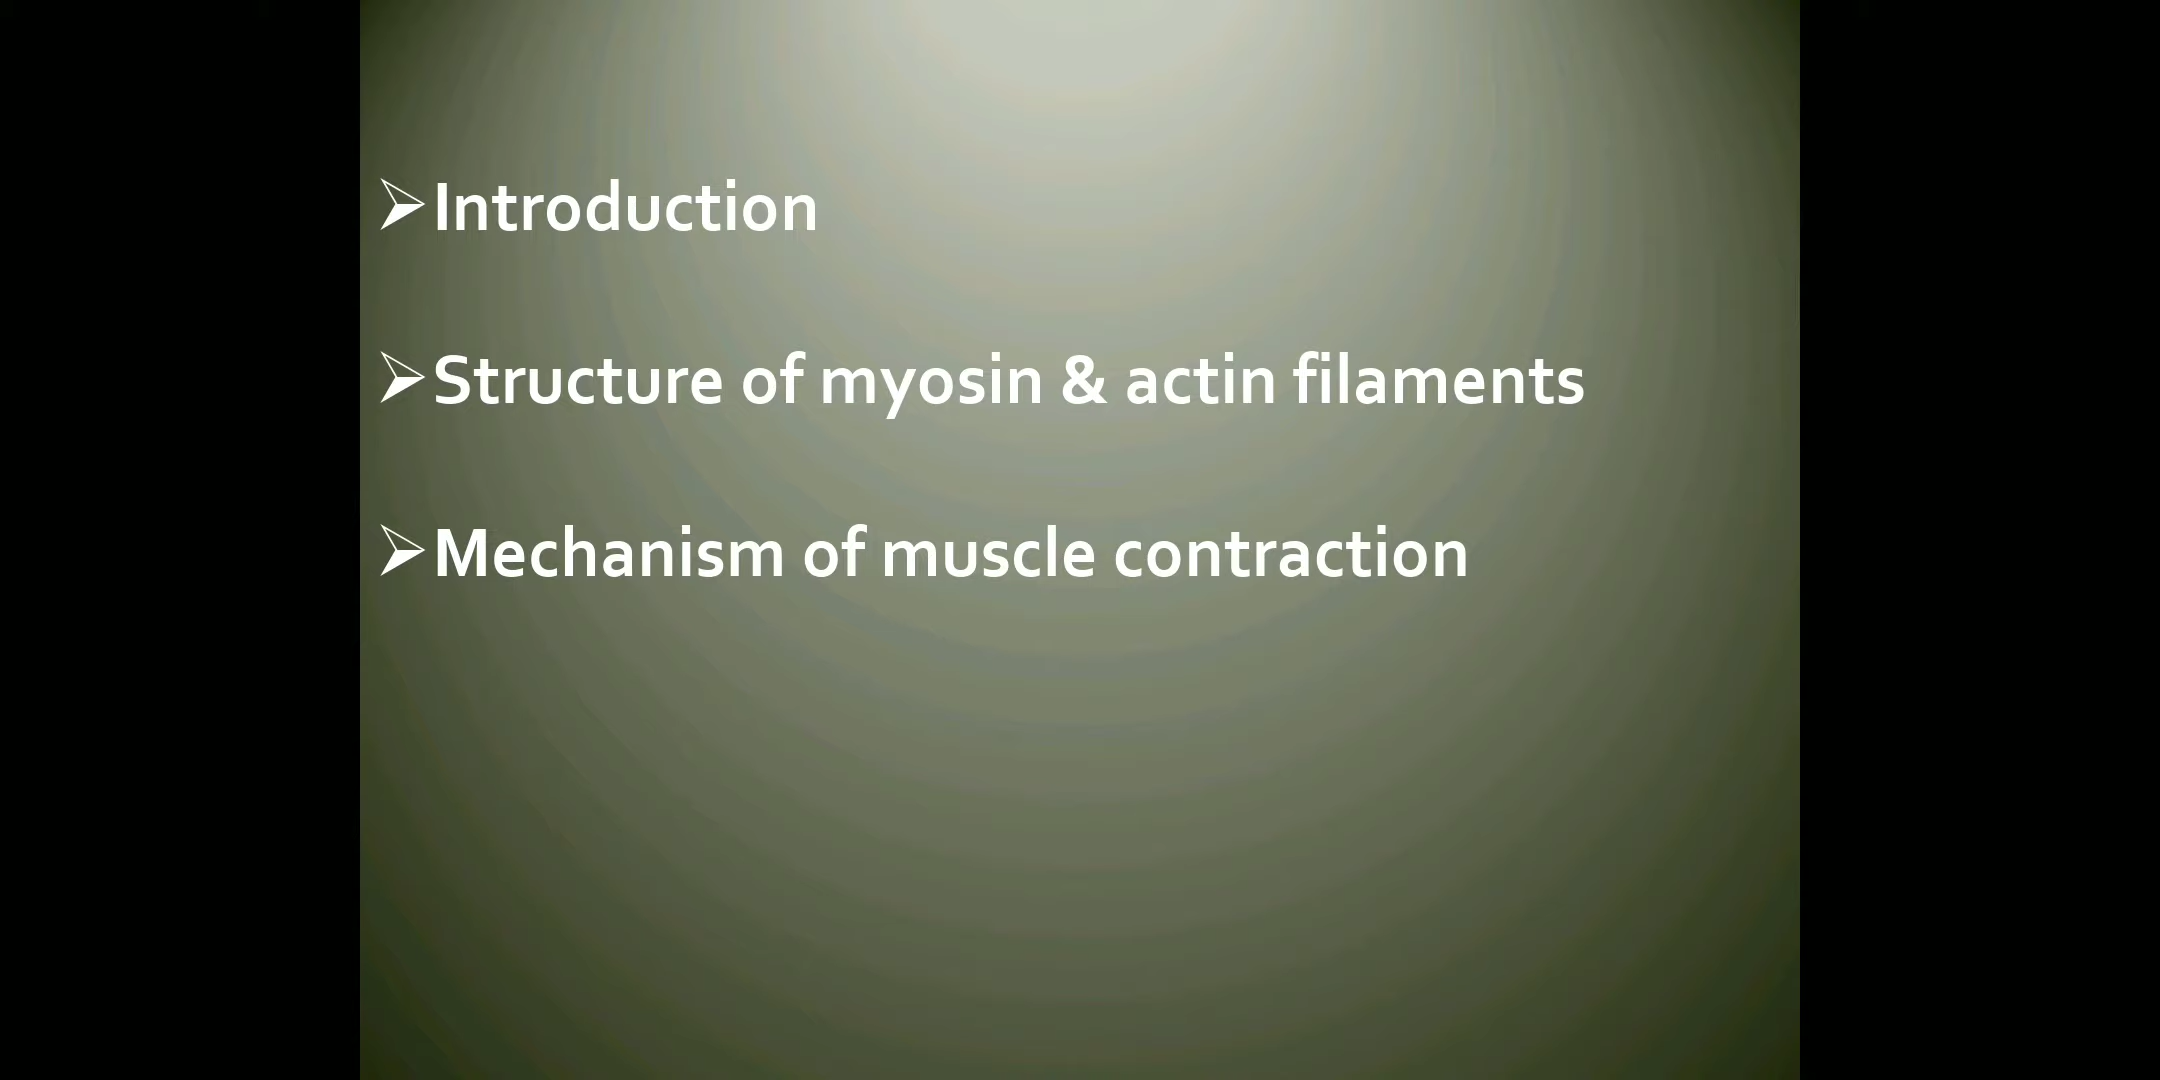 ➢Introduction
➢Structure of myosin & actin filaments
➢Mechanism of muscle contraction